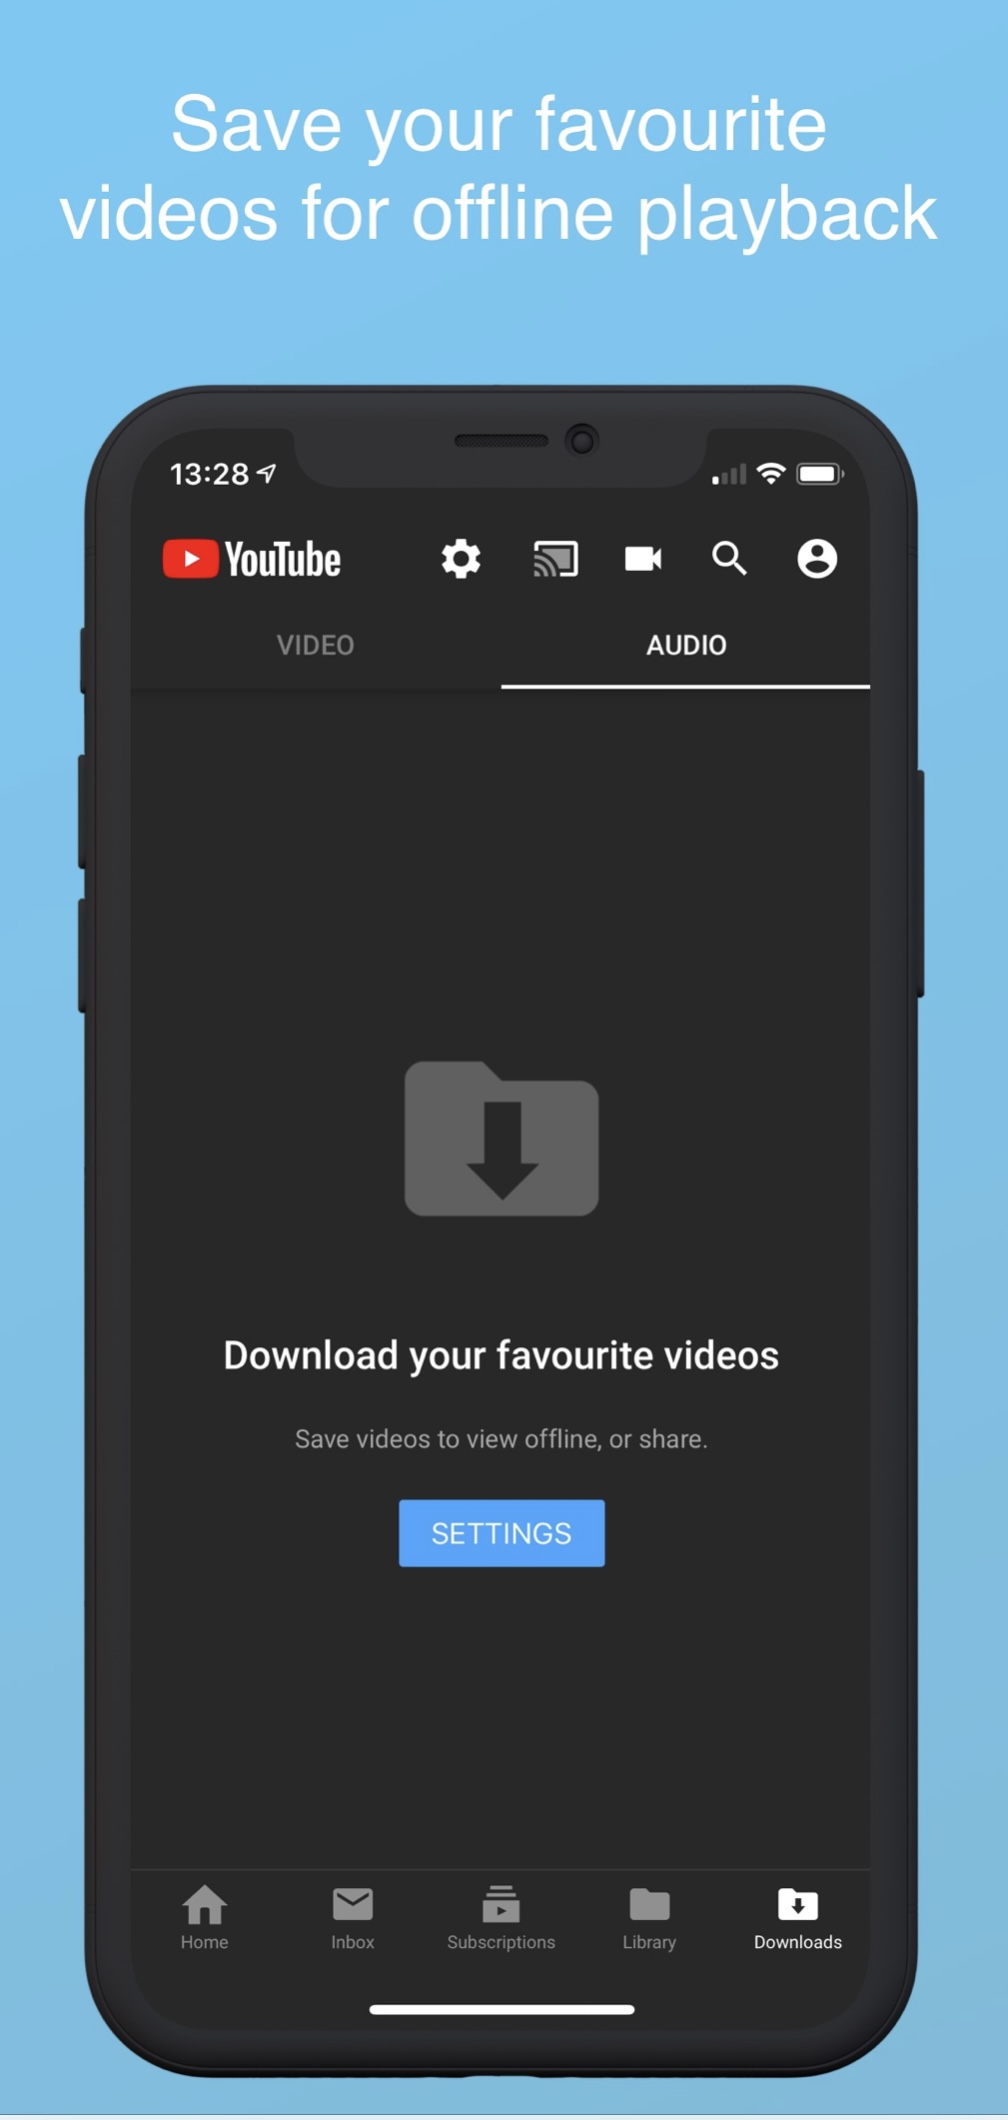 Save your favourite
videos for offline playback
13:28
YouTube
VIDEO AUDIO
Download your favourite videos
Save videos to view offline, or share.
SETTINGS
Home Inbox Subscriptions Library Downloads